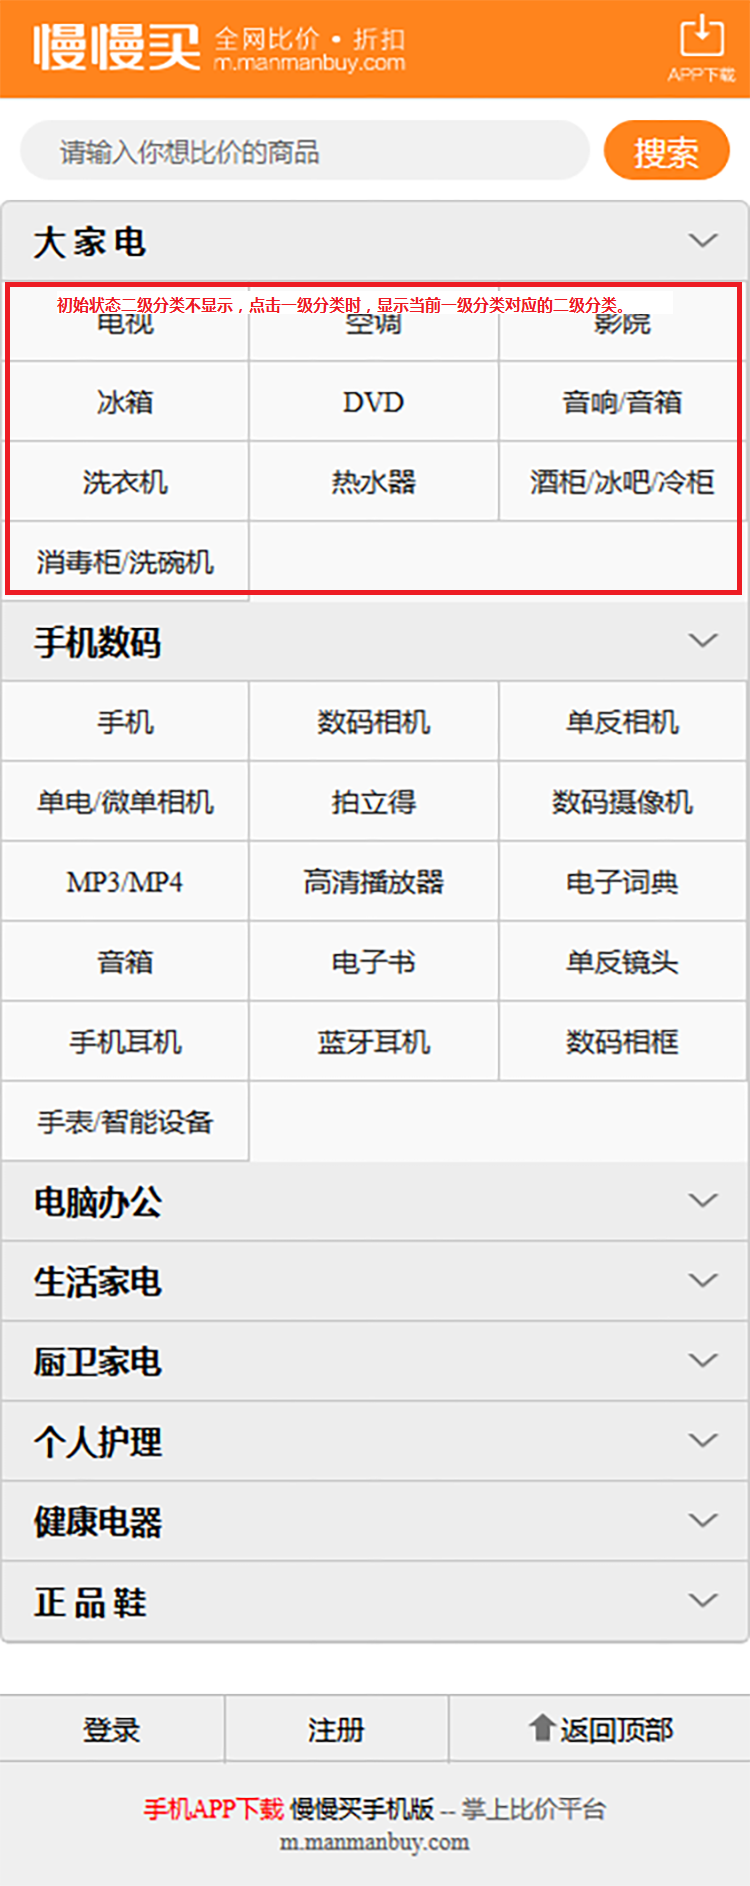 慢慢买 全网比价 • 折扣
m.manmanbuy.com
APP下载
请输入你想比价的商品 搜索
大家电
初始状态二级分类不显示，点击一级分类时，显示当前一级分类对应的二级分类。
电视 空调 影院
冰箱 DVD 音响/音箱
洗衣机 热水器 酒柜/冰吧/冷柜
消毒柜/洗碗机
手机数码
手机 数码相机 单反相机
单电/微单相机 拍立得 数码摄像机
MP3/MP4 高清播放器 电子词典
音箱 电子书 单反镜头
手机耳机 蓝牙耳机 数码相框
手表/智能设备
电脑办公
生活家电
厨卫家电
个人护理
健康电器
正品鞋
登录 注册 返回顶部
手机APP下载 慢慢买手机版 -- 掌上比价平台
m.manmanbuy.com